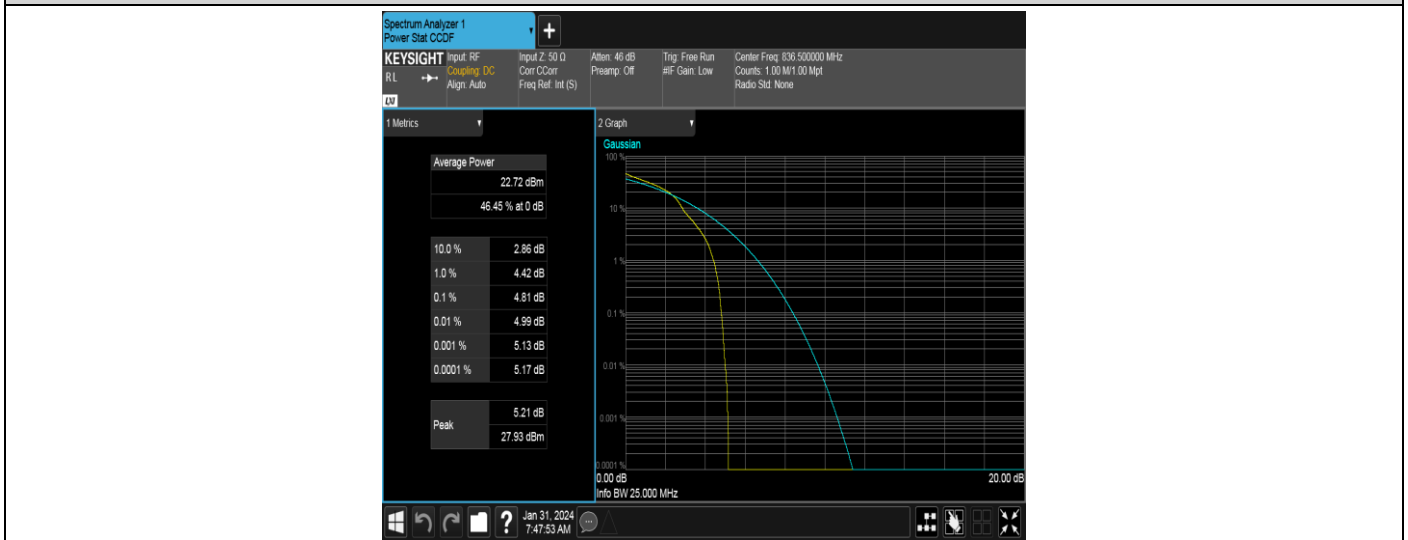 Spectrum Analyzer 1
Power Stat CCDF
+
KEYSIGHT
RL
LXI
Input: RF
Coupling: DC
Align: Auto
Input Z: 50 Ω
Corr CCorr
Freq Ref: Int (S)
Atten: 46 dB
Preamp: Off
Trig: Free Run
#IF Gain: Low
Center Freq: 836.500000 MHz
Counts: 1.00 M/1.00 Mpt
Radio Std: None
1 Metrics
Average Power
22.72 dBm
46.45 % at 0 dB
10.0 % 2.86 dB
1.0 % 4.42 dB
0.1 % 4.81 dB
0.01 % 4.99 dB
0.001 % 5.13 dB
0.0001 % 5.17 dB
Peak
5.21 dB
27.93 dBm
2 Graph
Gaussian
100 %
10 %
1 %
0.1 %
0.01 %
0.001 %
0.0001 %
0.00 dB 20.00 dB
Info BW 25.000 MHz
?
Jan 31, 2024
7:47:53 AM